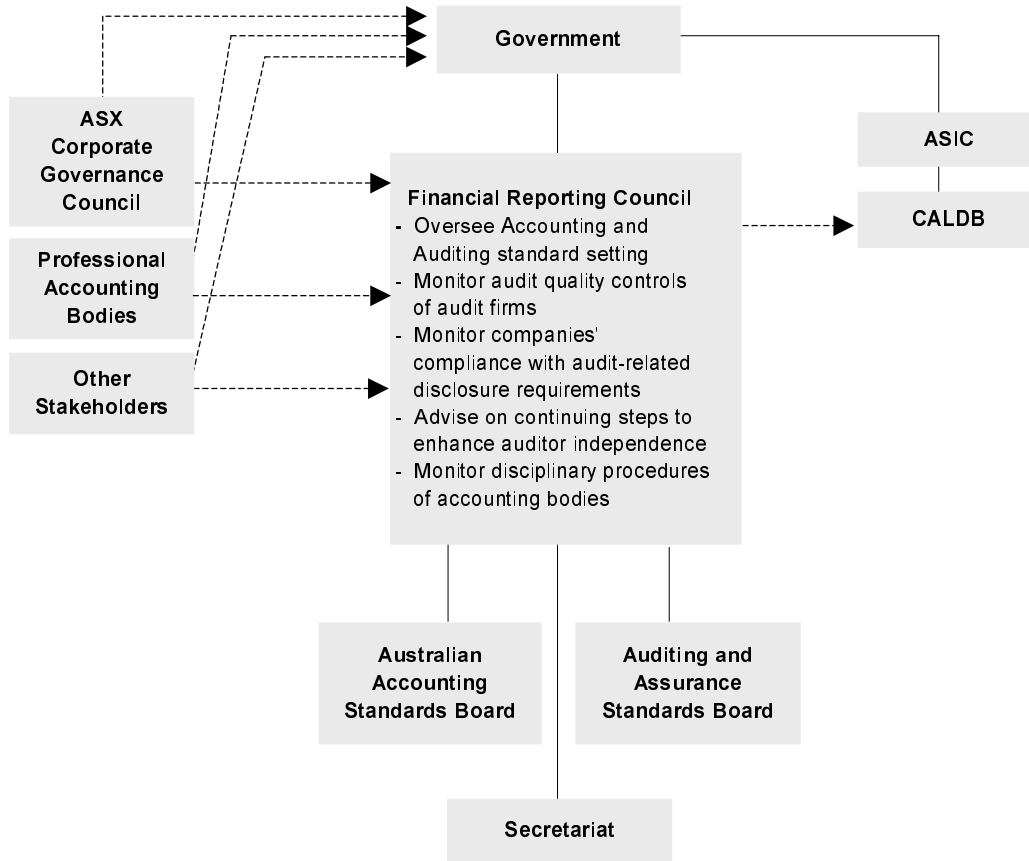 Government
ASX
Corporate
Governance
Council
ASIC
CALDB
Professional
Accounting
Bodies
Other
Stakeholders
Financial Reporting Council
- Oversee Accounting and
Auditing standard setting
- Monitor audit quality controls
of audit firms
- Monitor companies'
compliance with audit-related
disclosure requirements
- Advise on continuing steps to
enhance auditor independence
- Monitor disciplinary procedures
of accounting bodies
Australian
Accounting
Standards Board
Auditing and
Assurance
Standards Board
Secretariat